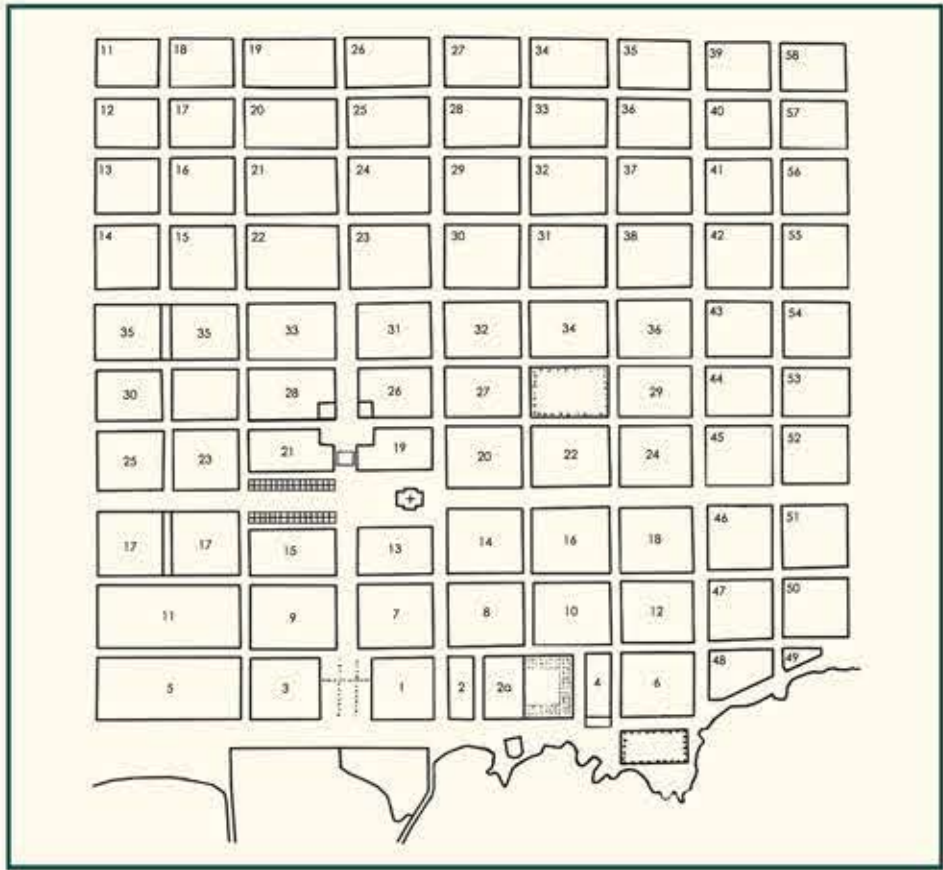 11 18 19 26 27 34 35 39 58
12 17 20 25 28 33 36 40 57
13 16 21 24 29 32 37 41 56
14 15 22 23 30 31 38 42 55
35 35 33 31 32 34 36 43 54
30 28 26 27 29 44 53
25 23 21 19 20 22 24 45 52
17 17 15 13 14 16 18 46 51
11 9 7 8 10 12 47 50
5 3 1 2 2a 4 6 48 49